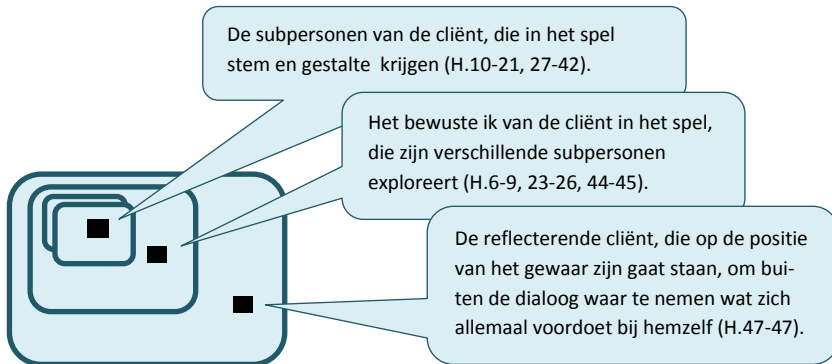 De subpersonen van de cliënt, die in het spel
stem en gestalte krijgen (H.10-21, 27-42).
Het bewuste ik van de cliënt in het spel,
die zijn verschillende subpersonen
exploreert (H.6-9, 23-26, 44-45).
De reflecterende cliënt, die op de positie
van het gewaar zijn gaat staan, om bui-
ten de dialoog waar te nemen wat zich
allemaal voordoet bij hemzelf (H.47-47).